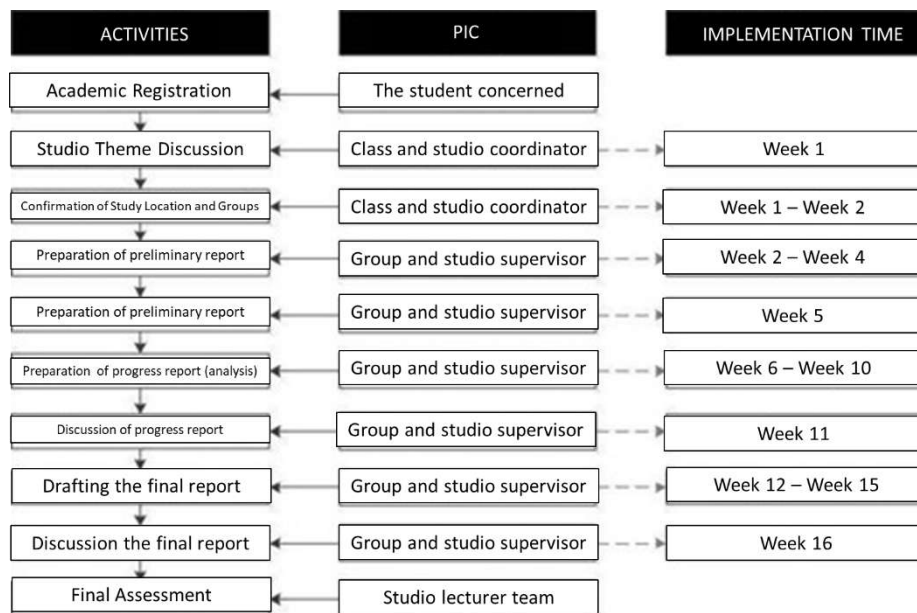 ACTIVITIES PIC IMPLEMENTATION TIME
Academic Registration The student concerned
Studio Theme Discussion Class and studio coordinator Week 1
Confirmation of Study Location and Groups Class and studio coordinator Week 1 – Week 2
Preparation of preliminary report Group and studio supervisor Week 2 – Week 4
Preparation of preliminary report Group and studio supervisor Week 5
Preparation of progress report (analysis) Group and studio supervisor Week 6 – Week 10
Discussion of progress report Group and studio supervisor Week 11
Drafting the final report Group and studio supervisor Week 12 – Week 15
Discussion the final report Group and studio supervisor Week 16
Final Assessment Studio lecturer team